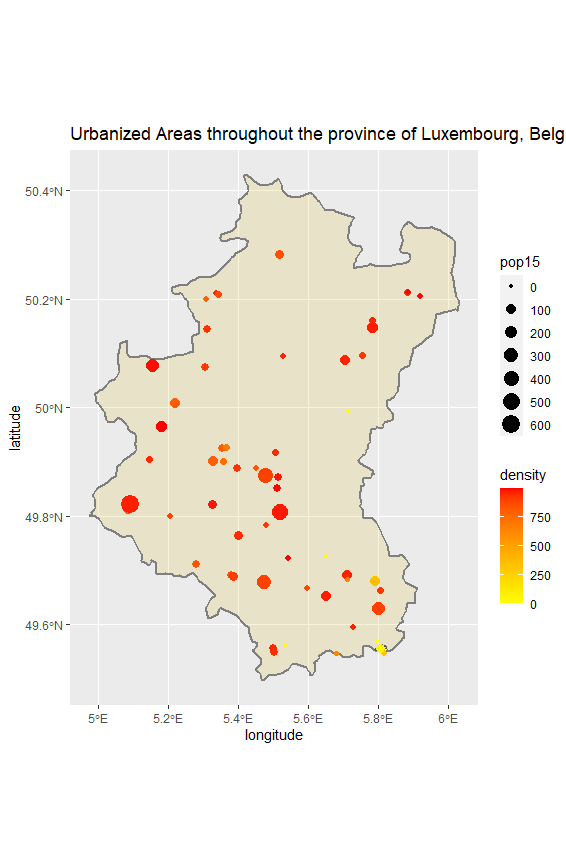 Urbanized Areas throughout the province of Luxembourg, Belg
50.4°N
50.2°N
50°N
49.8°N
49.6°N
latitude
5°E
5.2°E
5.4°E
5.6°E
5.8°E
6°E
longitude
pop15
0
100
200
300
400
500
600
density
750
500
250
0